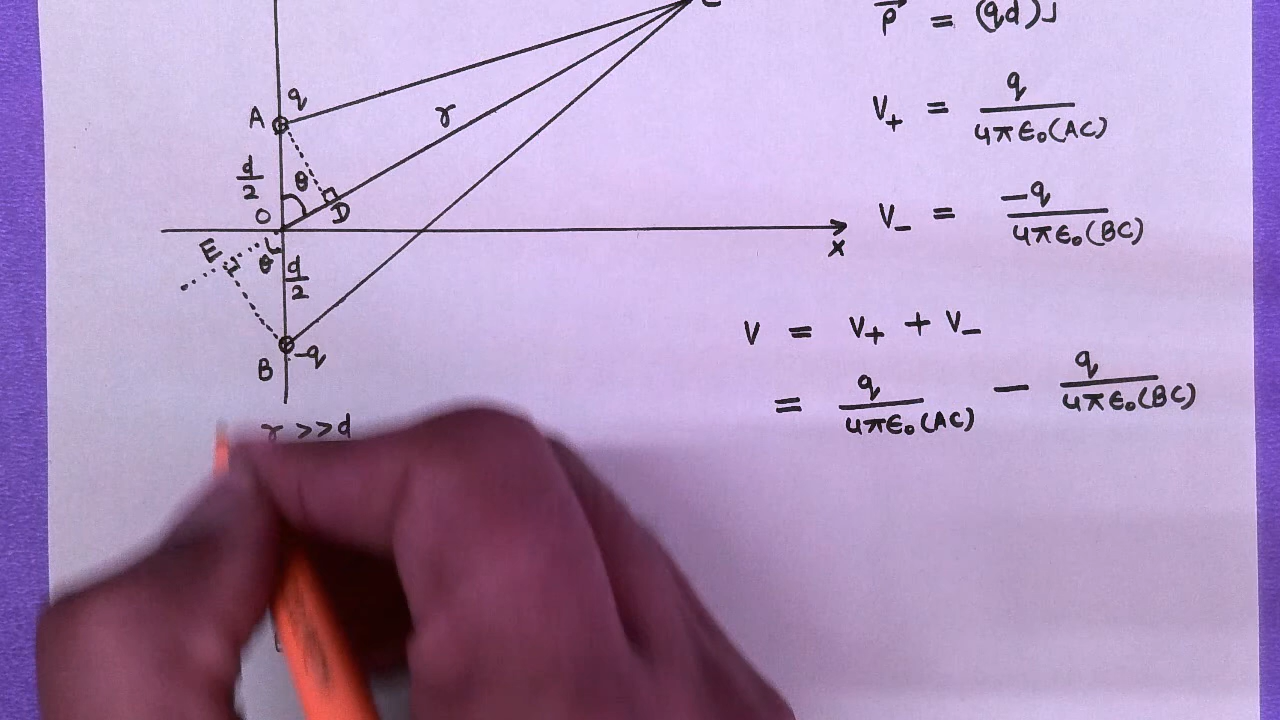 C
p⃗ = (qd) ĵ
A q
r
V₊ = q / 4πε₀(AC)
d/2
θ
O
D
V₋ = -q / 4πε₀(BC)
x
E
θ
d/2
B -q
V = V₊ + V₋
= q / 4πε₀(AC) − q / 4πε₀(BC)
r >> d